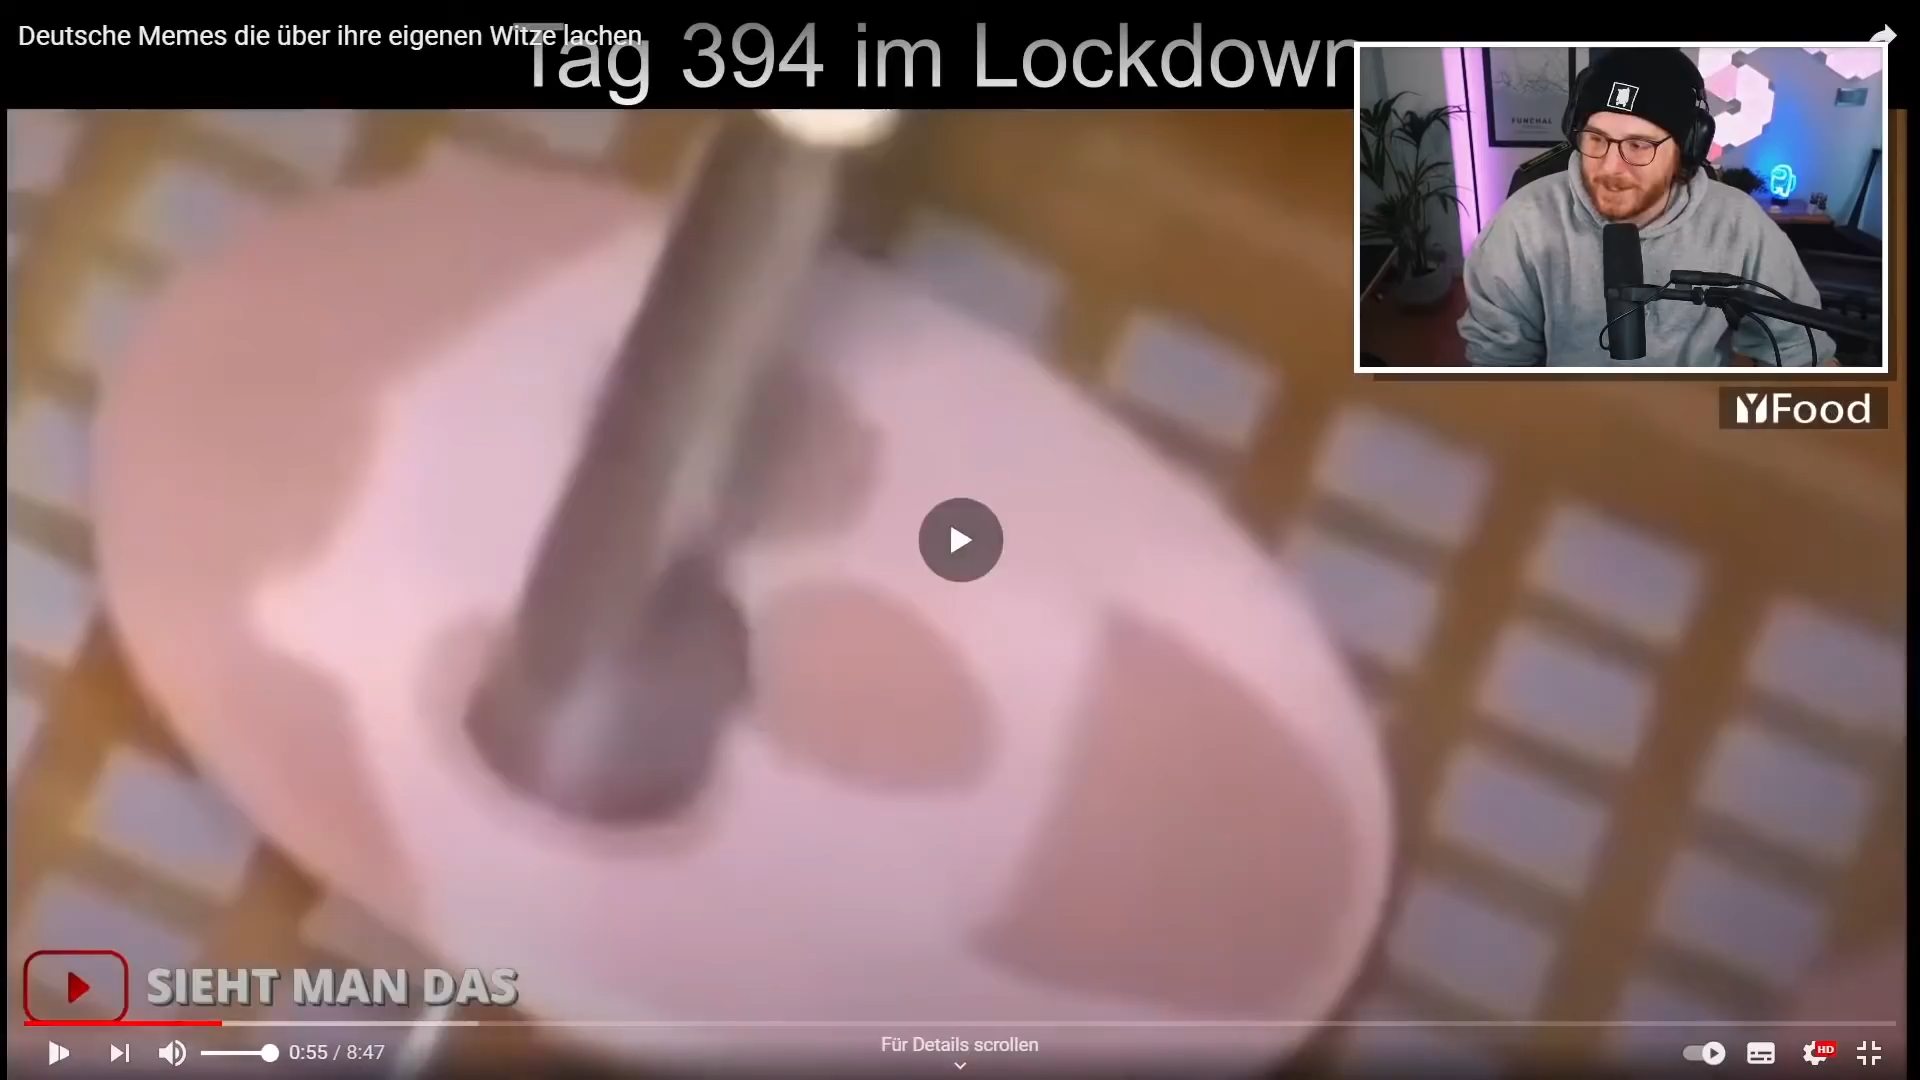 Deutsche Memes die über ihre eigenen Witze lachen
Tag 394 im Lockdown
FUNCHAL
YFood
SIEHT MAN DAS
0:55 / 8:47
Für Details scrollen
HD